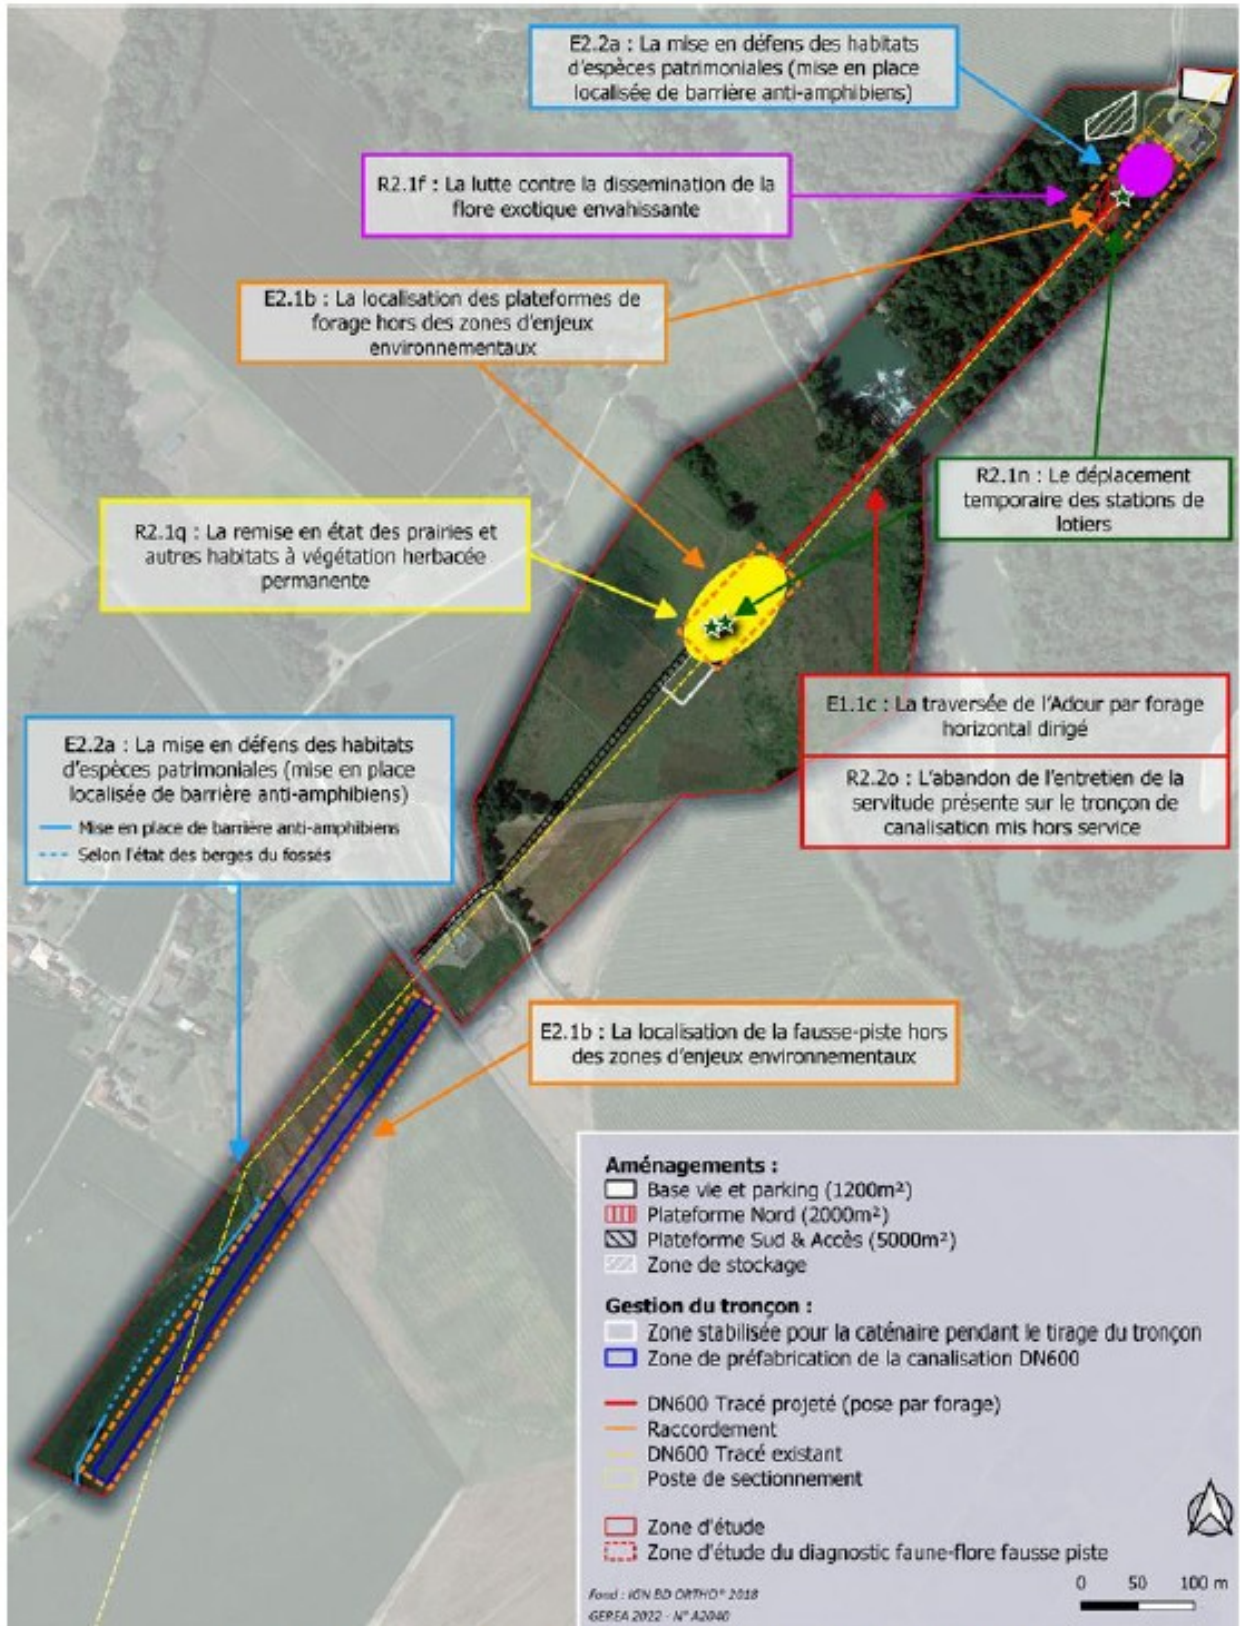 E2.2a : La mise en défens des habitats
d'espèces patrimoniales (mise en place
localisée de barrière anti-amphibiens)
R2.1f : La lutte contre la dissemination de la
flore exotique envahissante
E2.1b : La localisation des plateformes de
forage hors des zones d'enjeux
environnementaux
R2.1n : Le déplacement
temporaire des stations de
lotiers
R2.1q : La remise en état des prairies et
autres habitats à végétation herbacée
permanente
E1.1c : La traversée de l'Adour par forage
horizontal dirigé
R2.2o : L'abandon de l'entretien de la
servitude présente sur le tronçon de
canalisation mis hors service
E2.2a : La mise en défens des habitats
d'espèces patrimoniales (mise en place
localisée de barrière anti-amphibiens)
Mise en place de barrière anti-amphibiens
Selon l'état des berges du fossés
E2.1b : La localisation de la fausse-piste hors
des zones d'enjeux environnementaux
Aménagements :
Base vie et parking (1200m²)
Plateforme Nord (2000m²)
Plateforme Sud & Accès (5000m²)
Zone de stockage
Gestion du tronçon :
Zone stabilisée pour la caténaire pendant le tirage du tronçon
Zone de préfabrication de la canalisation DN600
DN600 Tracé projeté (pose par forage)
Raccordement
DN600 Tracé existant
Poste de sectionnement
Zone d'étude
Zone d'étude du diagnostic faune-flore fausse piste
Fond : IGN BD ORTHO® 2018
GEREA 2022 - N° A2040
0 50 100 m